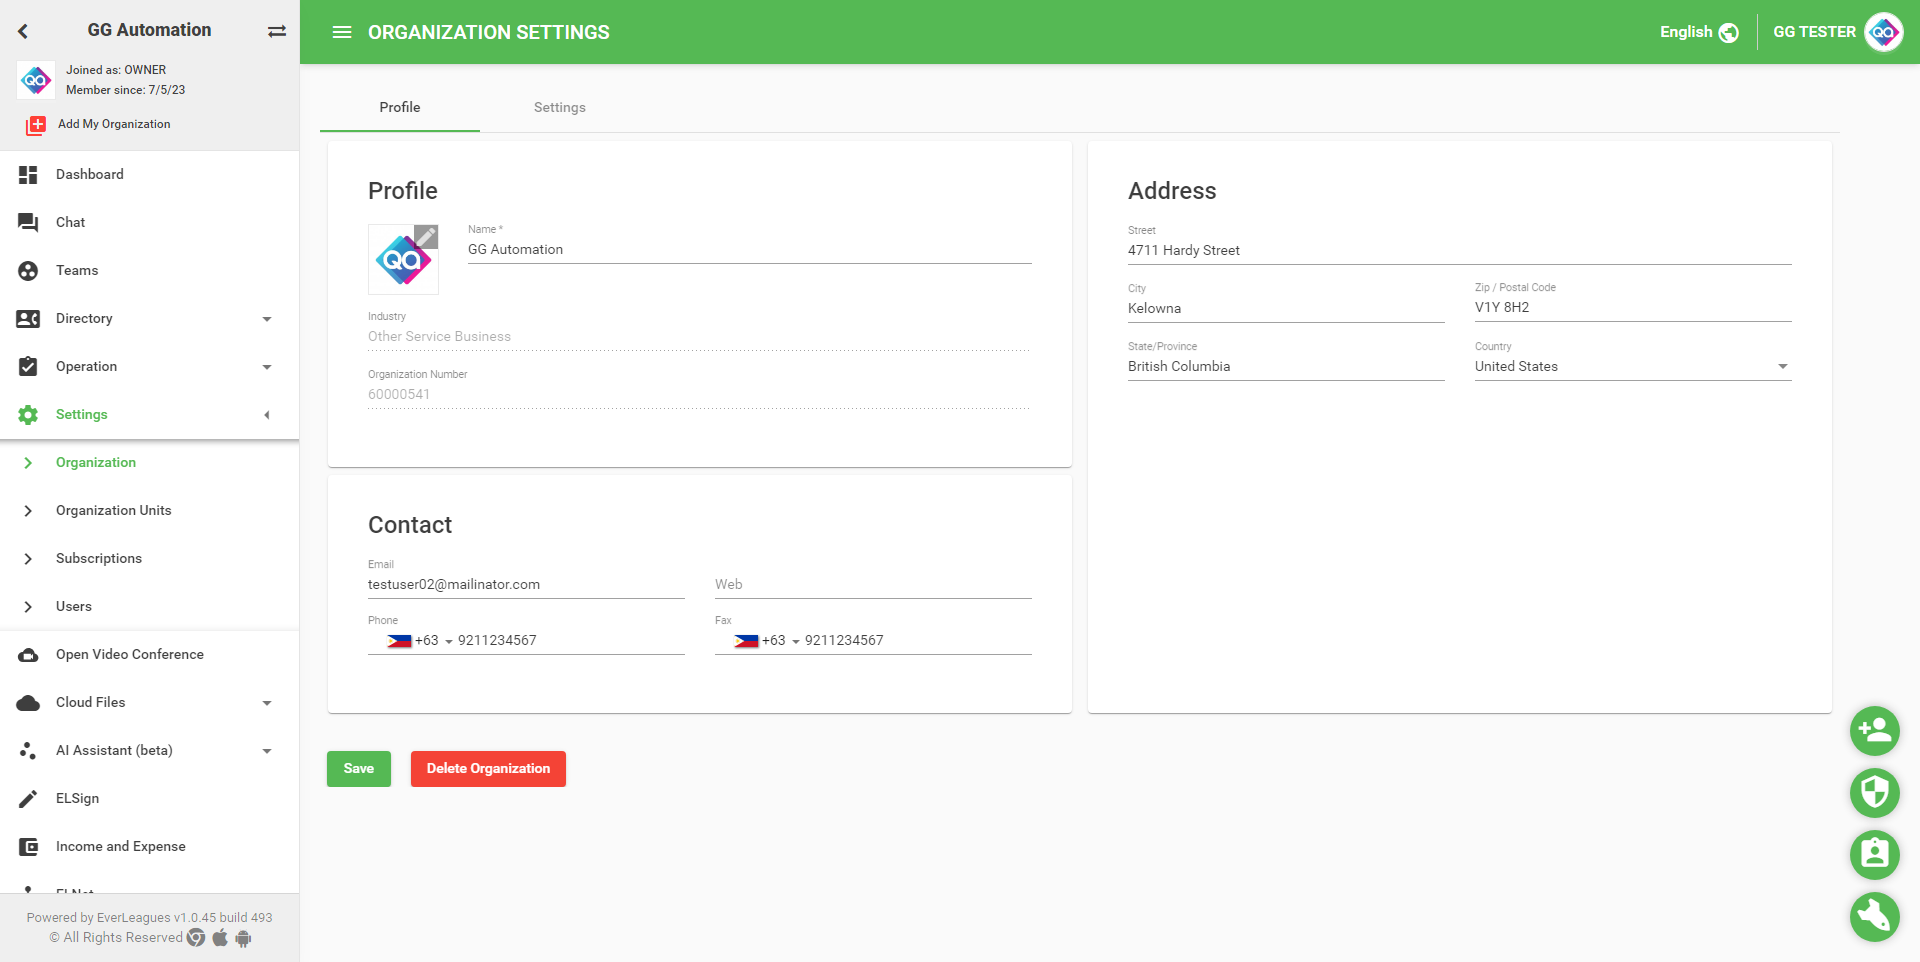 GG Automation
Joined as: OWNER
Member since: 7/5/23
Add My Organization
Dashboard
Chat
Teams
Directory
Operation
Settings
Organization
Organization Units
Subscriptions
Users
Open Video Conference
Cloud Files
AI Assistant (beta)
ELSign
Income and Expense
Powered by EverLeagues v1.0.45 build 493
© All Rights Reserved
ORGANIZATION SETTINGS
English
GG TESTER
QA
Profile
Settings
Profile
QA
Name *
GG Automation
Industry
Other Service Business
Organization Number
60000541
Contact
Email
testuser02@mailinator.com
Web
Phone
+63 9211234567
Fax
+63 9211234567
Address
Street
4711 Hardy Street
City
Kelowna
Zip / Postal Code
V1Y 8H2
State/Province
British Columbia
Country
United States
Save
Delete Organization